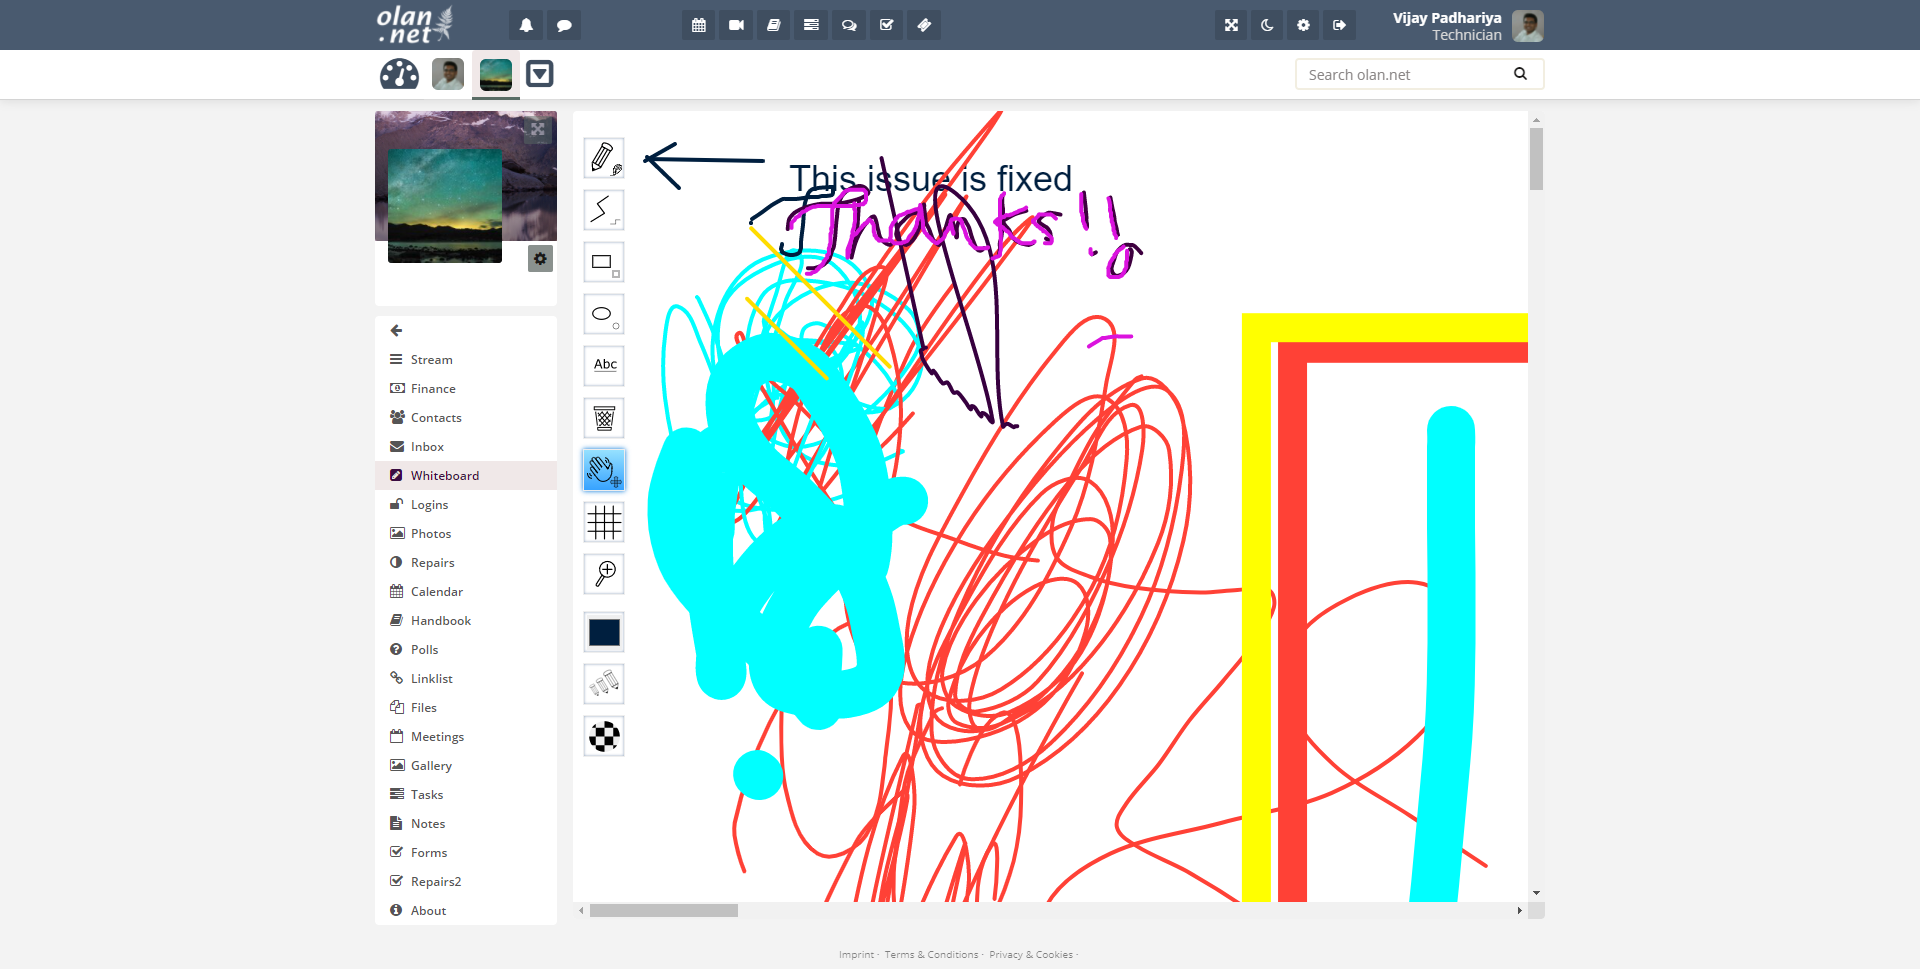 olan
.net
Vijay Padhariya
Technician
Search olan.net
Stream
Finance
Contacts
Inbox
Whiteboard
Logins
Photos
Repairs
Calendar
Handbook
Polls
Linklist
Files
Meetings
Gallery
Tasks
Notes
Forms
Repairs2
About
Abc
This issue is fixed
Thanks!!
Imprint · Terms & Conditions · Privacy & Cookies ·